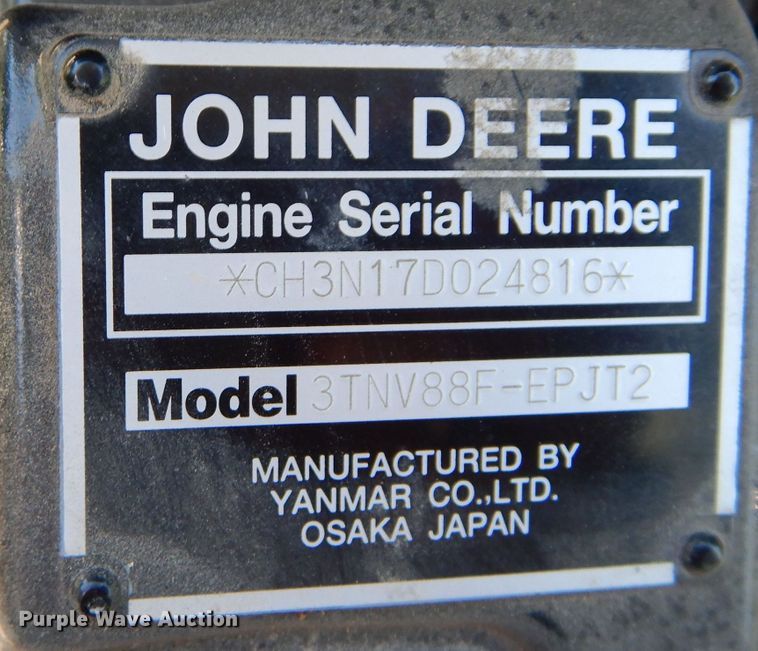 JOHN DEERE
Engine Serial Number
*CH3N17D024816*
Model 3TNV88F-EPJT2
MANUFACTURED BY
YANMAR CO.,LTD.
OSAKA JAPAN
Purple Wave Auction